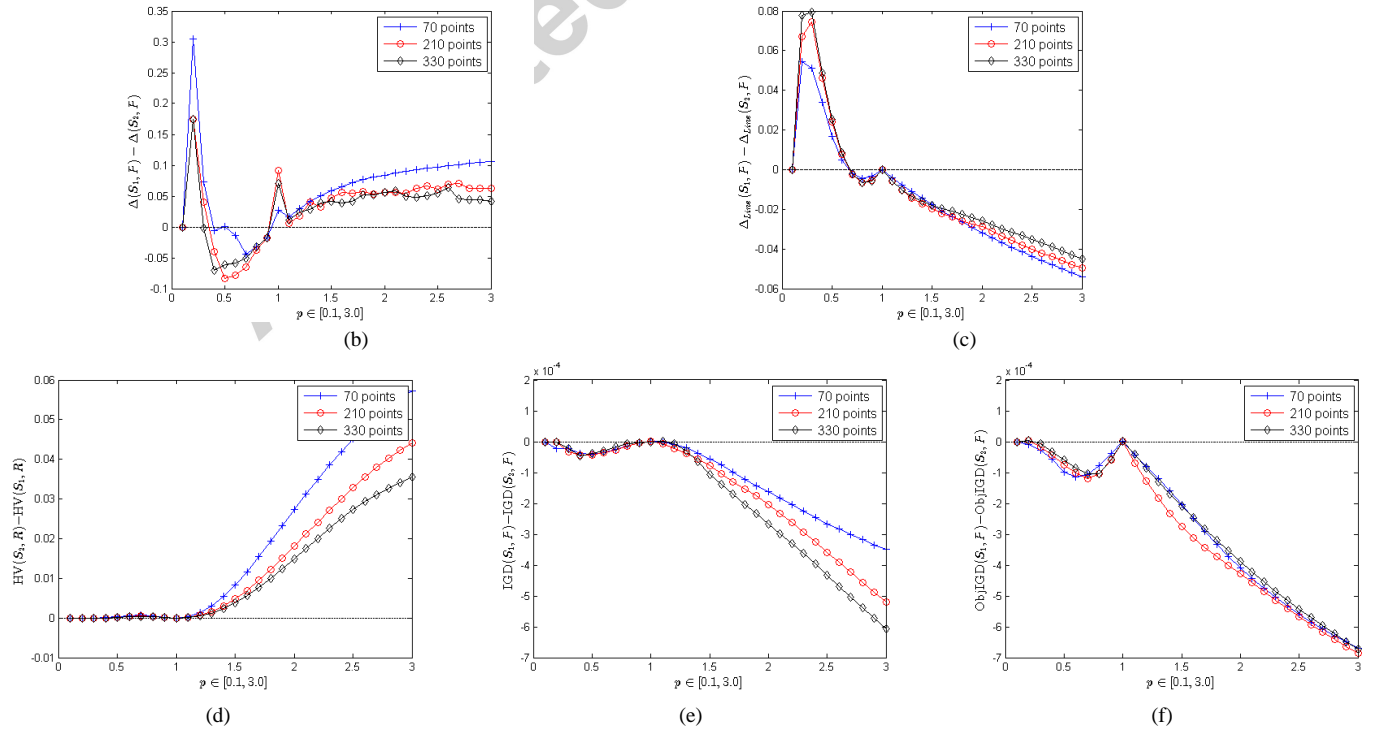 0.35
0.3
0.25
0.2
0.15
0.1
0.05
0
-0.05
-0.1
0 0.5 1 1.5 2 2.5 3
Δ(S₁, F) − Δ(S₂, F)
p ∈ [0.1, 3.0]
70 points
210 points
330 points
(b)
0.08
0.06
0.04
0.02
0
-0.02
-0.04
-0.06
0 0.5 1 1.5 2 2.5 3
Δ_Line(S₁, F) − Δ_Line(S₂, F)
p ∈ [0.1, 3.0]
70 points
210 points
330 points
(c)
0.06
0.05
0.04
0.03
0.02
0.01
0
-0.01
0 0.5 1 1.5 2 2.5 3
HV(S₂, R)−HV(S₁, R)
p ∈ [0.1, 3.0]
70 points
210 points
330 points
(d)
x 10⁻⁴
2
1
0
-1
-2
-3
-4
-5
-6
-7
0 0.5 1 1.5 2 2.5 3
IGD(S₁, F)−IGD(S₂, F)
p ∈ [0.1, 3.0]
70 points
210 points
330 points
(e)
x 10⁻⁴
2
1
0
-1
-2
-3
-4
-5
-6
-7
0 0.5 1 1.5 2 2.5 3
ObjIGD(S₁, F)−ObjIGD(S₂, F)
p ∈ [0.1, 3.0]
70 points
210 points
330 points
(f)